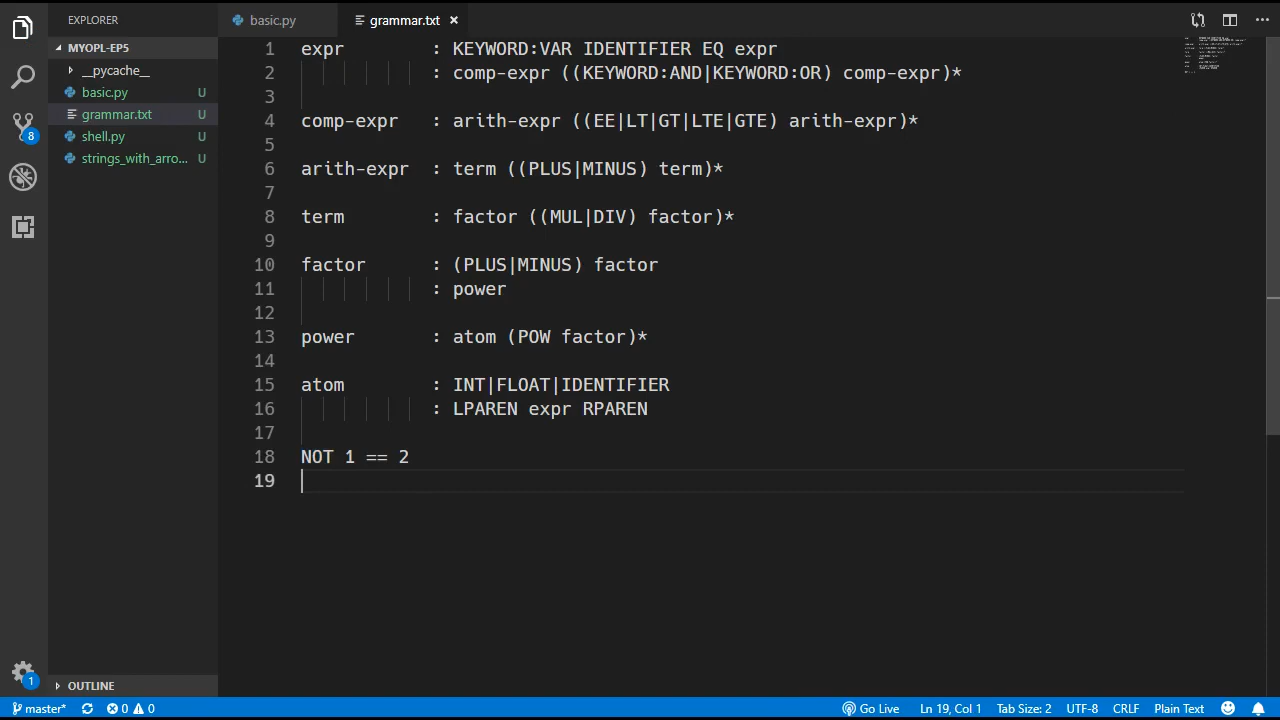 EXPLORER
basic.py
grammar.txt
MYOPL-EP5
__pycache__
basic.py U
grammar.txt U
shell.py U
strings_with_arro... U
8
1 expr : KEYWORD:VAR IDENTIFIER EQ expr
2 : comp-expr ((KEYWORD:AND|KEYWORD:OR) comp-expr)*
3
4 comp-expr : arith-expr ((EE|LT|GT|LTE|GTE) arith-expr)*
5
6 arith-expr : term ((PLUS|MINUS) term)*
7
8 term : factor ((MUL|DIV) factor)*
9
10 factor : (PLUS|MINUS) factor
11 : power
12
13 power : atom (POW factor)*
14
15 atom : INT|FLOAT|IDENTIFIER
16 : LPAREN expr RPAREN
17
18 NOT 1 == 2
19
1
OUTLINE
master* 0 0 Go Live Ln 19, Col 1 Tab Size: 2 UTF-8 CRLF Plain Text